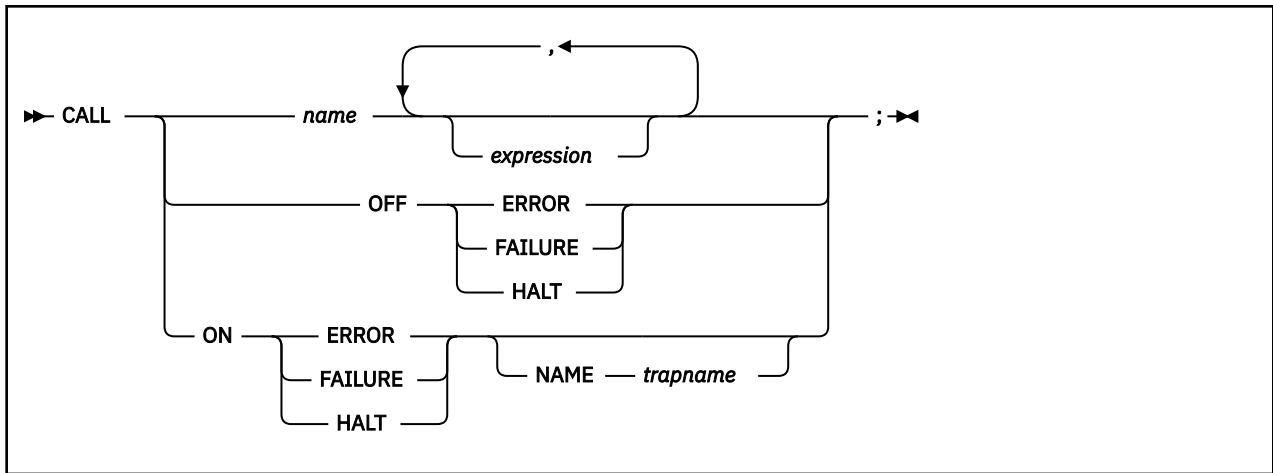 ,
CALL name ;
expression
OFF ERROR
FAILURE
HALT
ON ERROR
FAILURE NAME trapname
HALT